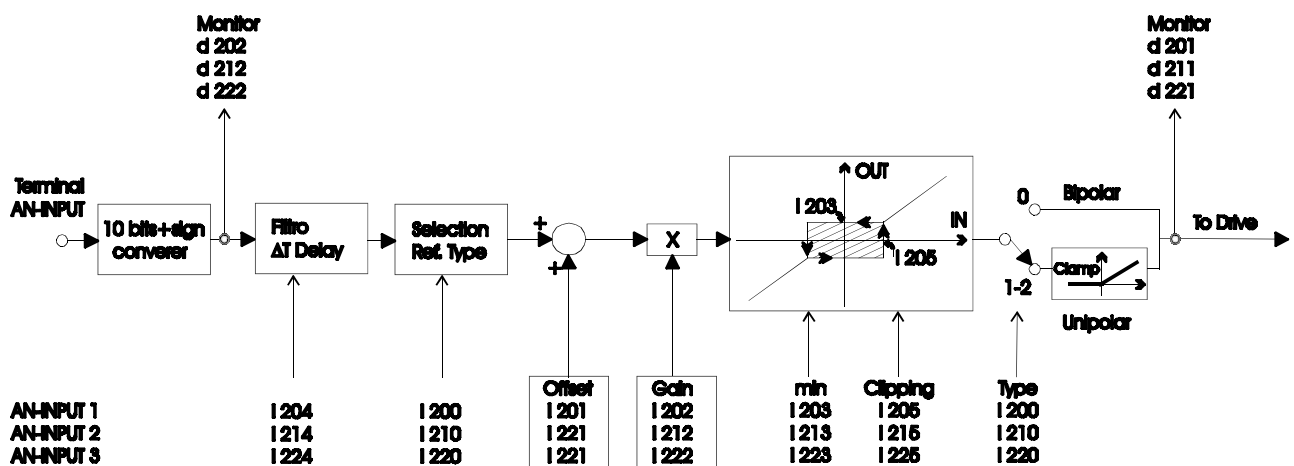 Monitor
d 202
d 212
d 222
Monitor
d 201
d 211
d 221
Terminal
AN-INPUT
10 bits+sign
converer
Filtro
ΔT Delay
Selection
Ref. Type
+
+
X
OUT
IN
I 203
I 205
0
Bipolar
1-2
Clamp
Unipolar
To Drive
Offset
Gain
min
Clipping
Type
AN-INPUT 1
I 204
I 200
I 201
I 202
I 203
I 205
I 200
AN-INPUT 2
I 214
I 210
I 221
I 212
I 213
I 215
I 210
AN-INPUT 3
I 224
I 220
I 221
I 222
I 223
I 225
I 220